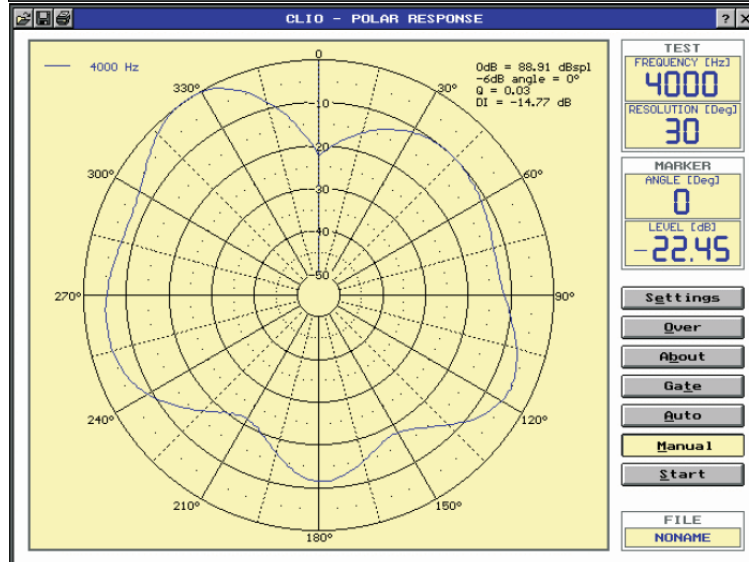 CLIO - POLAR RESPONSE
? X
4000 Hz
0dB = 88.91 dBspl
-6dB angle = 0°
Q = 0.03
DI = -14.77 dB
0
330°
30°
-10
-20
300°
60°
-30
-40
-50
270°
90°
240°
120°
210°
150°
180°
TEST
FREQUENCY [Hz]
4000
RESOLUTION [Deg]
30
MARKER
ANGLE [Deg]
0
LEVEL [dB]
-22.45
Settings
Over
About
Gate
Auto
Manual
Start
FILE
NONAME